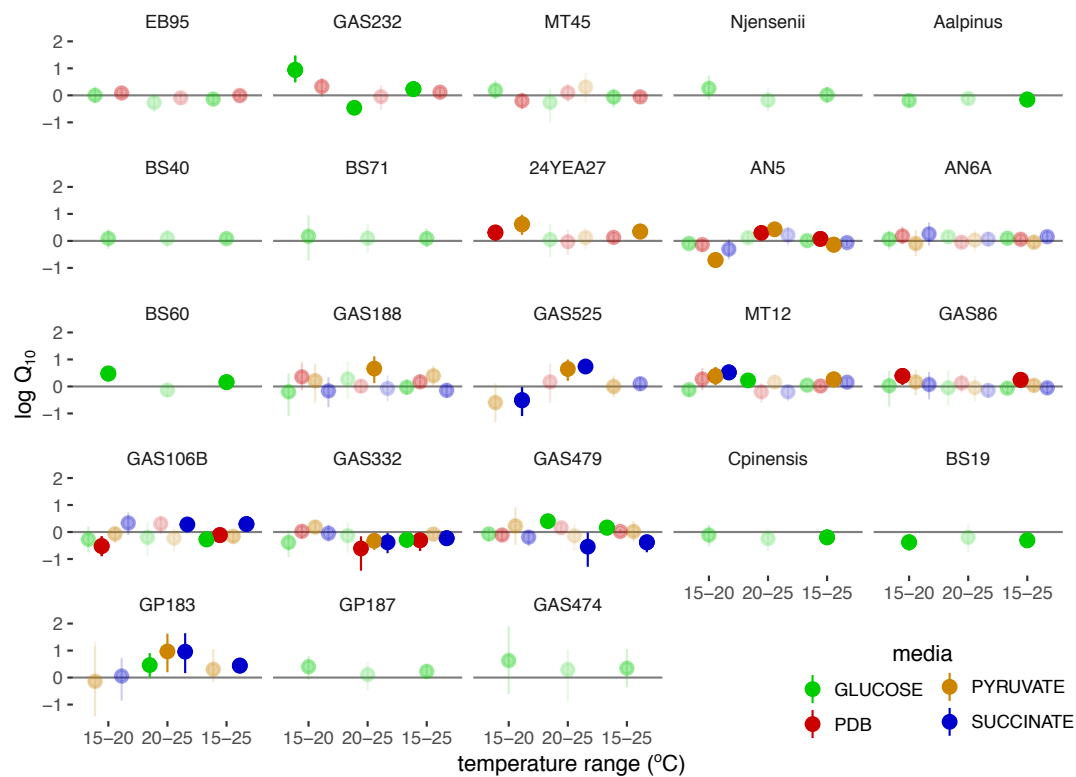 EB95 GAS232 MT45 Njensenii Aalpinus
2
1
0
−1
BS40 BS71 24YEA27 AN5 AN6A
2
1
0
−1
BS60 GAS188 GAS525 MT12 GAS86
2
1
0
−1
log Q10
GAS106B GAS332 GAS479 Cpinensis BS19
2
1
0
−1
15−20 20−25 15−25 15−20 20−25 15−25
GP183 GP187 GAS474
2
1
0
−1
15−20 20−25 15−25 15−20 20−25 15−25 15−20 20−25 15−25
temperature range (°C)
media
GLUCOSE PYRUVATE
PDB SUCCINATE